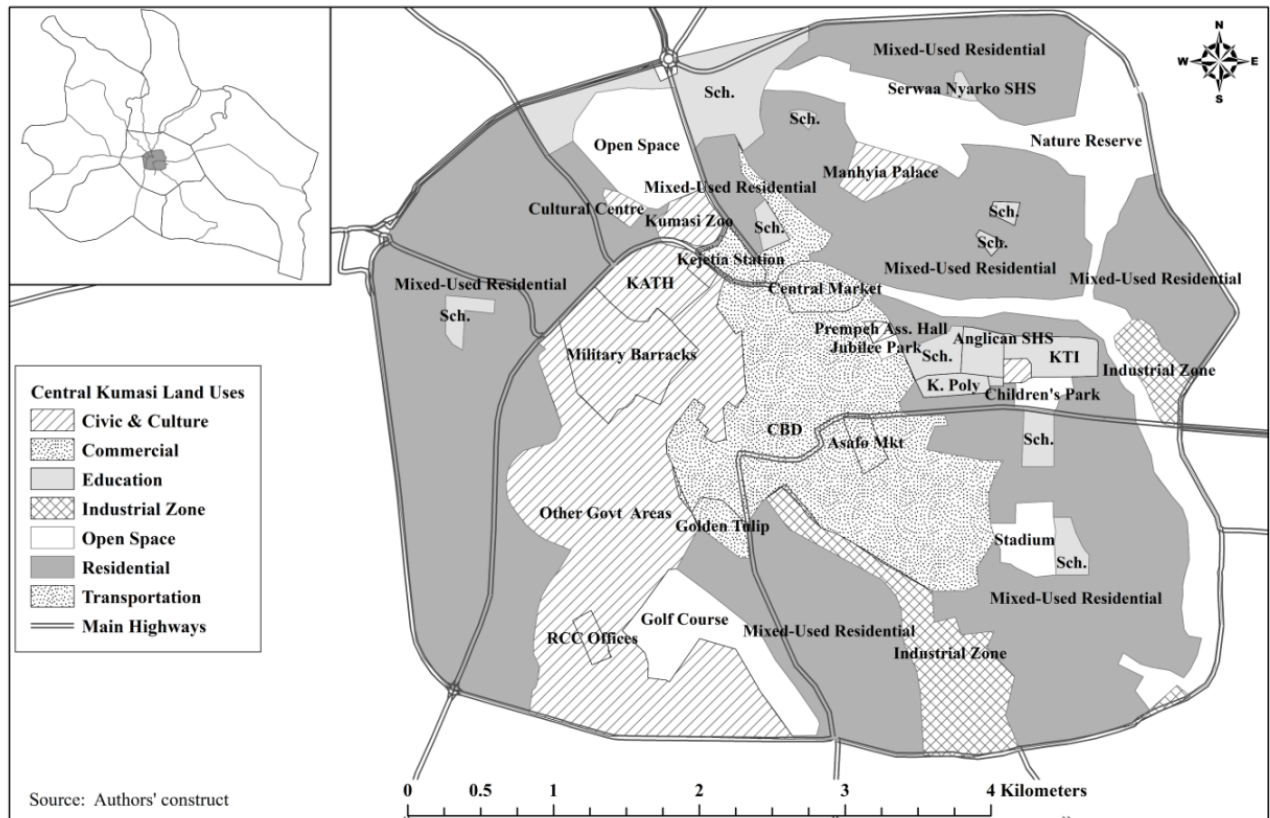 N
W E
S
Mixed-Used Residential
Serwaa Nyarko SHS
Sch.
Sch.
Open Space
Nature Reserve
Manhyia Palace
Mixed-Used Residential
Cultural Centre
Kumasi Zoo
Sch.
Sch.
Sch.
Kejetia Station
Mixed-Used Residential
Mixed-Used Residential
Mixed-Used Residential
KATH
Central Market
Sch.
Prempeh Ass. Hall
Anglican SHS
Jubilee Park
Sch.
KTI
Military Barracks
Industrial Zone
K. Poly
Children's Park
CBD
Asafo Mkt
Sch.
Other Govt Areas
Golden Tulip
Stadium
Sch.
Mixed-Used Residential
Golf Course
RCC Offices
Mixed-Used Residential
Industrial Zone
Central Kumasi Land Uses
Civic & Culture
Commercial
Education
Industrial Zone
Open Space
Residential
Transportation
Main Highways
Source: Authors' construct
0 0.5 1 2 3 4 Kilometers